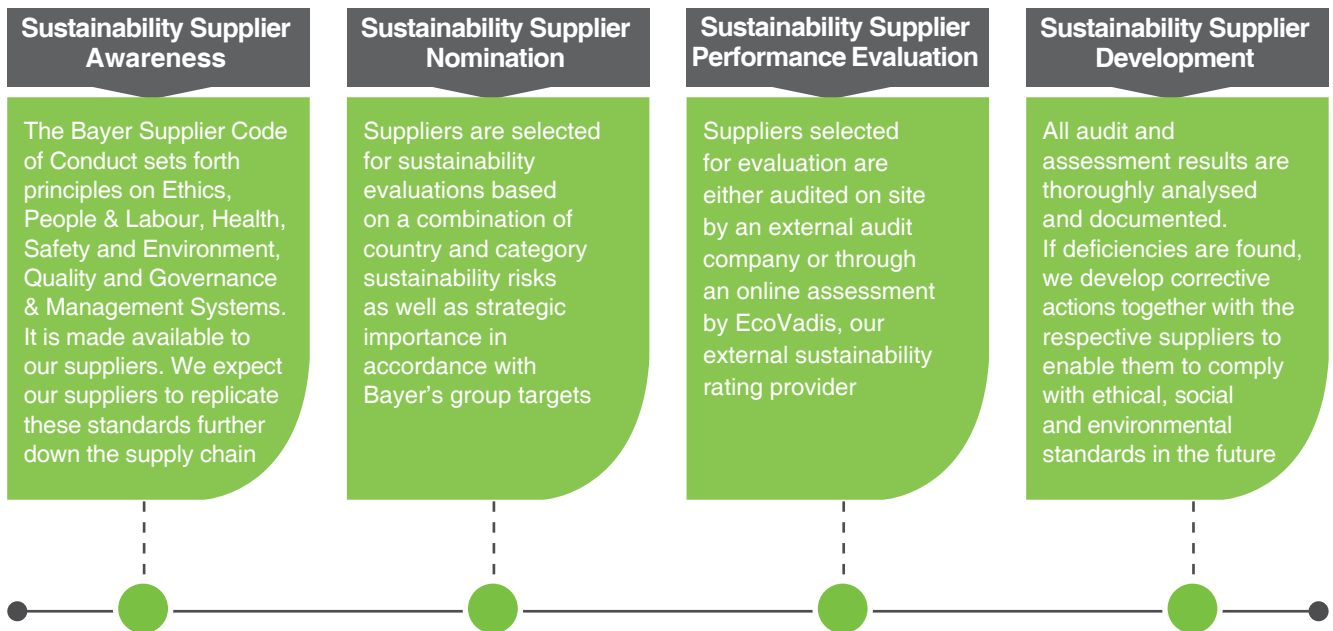 Sustainability Supplier
Awareness
The Bayer Supplier Code
of Conduct sets forth
principles on Ethics,
People & Labour, Health,
Safety and Environment,
Quality and Governance
& Management Systems.
It is made available to
our suppliers. We expect
our suppliers to replicate
these standards further
down the supply chain
Sustainability Supplier
Nomination
Suppliers are selected
for sustainability
evaluations based
on a combination of
country and category
sustainability risks
as well as strategic
importance in
accordance with
Bayer's group targets
Sustainability Supplier
Performance Evaluation
Suppliers selected
for evaluation are
either audited on site
by an external audit
company or through
an online assessment
by EcoVadis, our
external sustainability
rating provider
Sustainability Supplier
Development
All audit and
assessment results are
thoroughly analysed
and documented.
If deficiencies are found,
we develop corrective
actions together with the
respective suppliers to
enable them to comply
with ethical, social
and environmental
standards in the future